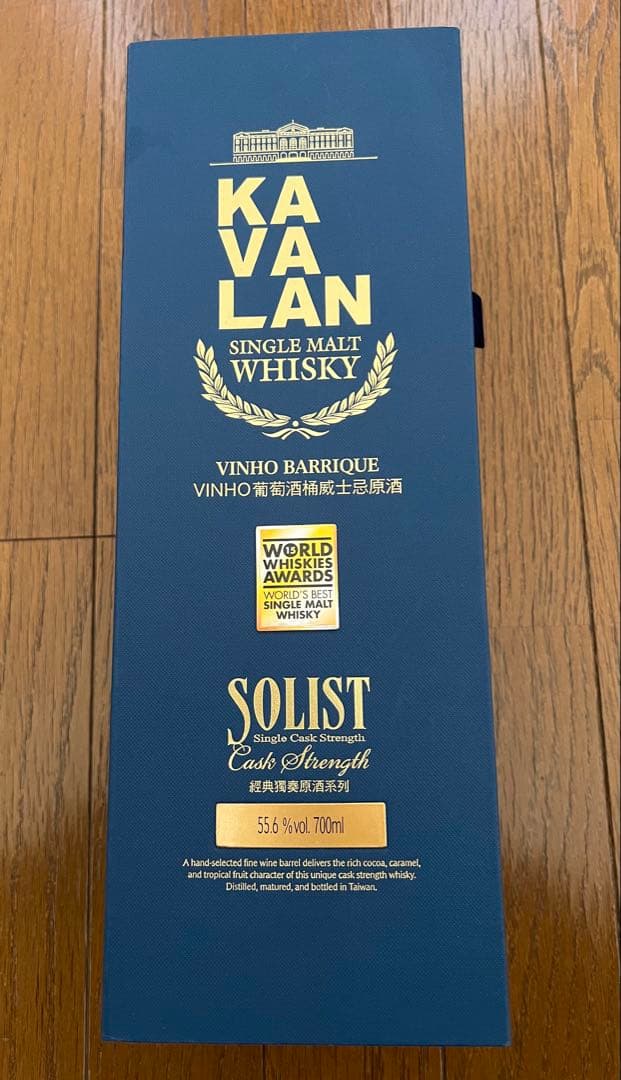 KA
VA
LAN
SINGLE MALT
WHISKY
VINHO BARRIQUE
VINHO葡萄酒桶威士忌原酒
WORLD
15
WHISKIES
AWARDS
WORLD'S BEST
SINGLE MALT
WHISKY
SOLIST
Single Cask Strength
Cask Strength
經典獨奏原酒系列
55.6 %vol. 700ml
A hand-selected fine wine barrel delivers the rich cocoa, caramel,
and tropical fruit character of this unique cask strength whisky.
Distilled, matured, and bottled in Taiwan.